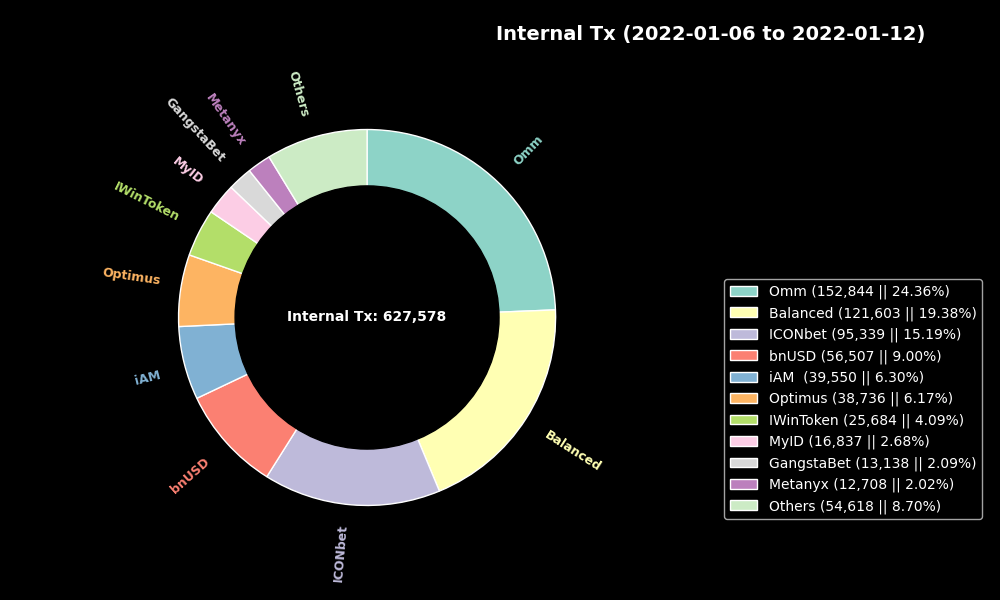 Internal Tx (2022-01-06 to 2022-01-12)
Others
Metanyx
GangstaBet
MyID
IWinToken
Optimus
iAM
bnUSD
ICONbet
Balanced
Omm
Internal Tx: 627,578
Omm (152,844 || 24.36%)
Balanced (121,603 || 19.38%)
ICONbet (95,339 || 15.19%)
bnUSD (56,507 || 9.00%)
iAM  (39,550 || 6.30%)
Optimus (38,736 || 6.17%)
IWinToken (25,684 || 4.09%)
MyID (16,837 || 2.68%)
GangstaBet (13,138 || 2.09%)
Metanyx (12,708 || 2.02%)
Others (54,618 || 8.70%)